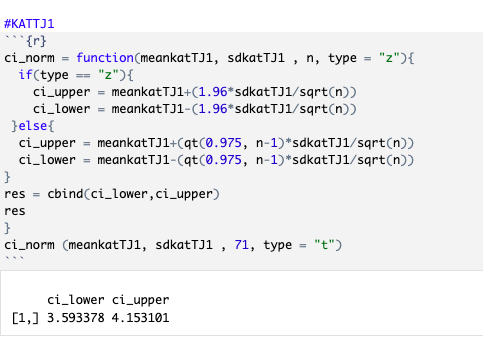 #KATTJ1
```{r}
ci_norm = function(meankatTJ1, sdkatTJ1 , n, type = "z"){
  if(type == "z"){
    ci_upper = meankatTJ1+(1.96*sdkatTJ1/sqrt(n))
    ci_lower = meankatTJ1-(1.96*sdkatTJ1/sqrt(n))
 }else{
  ci_upper = meankatTJ1+(qt(0.975, n-1)*sdkatTJ1/sqrt(n))
  ci_lower = meankatTJ1-(qt(0.975, n-1)*sdkatTJ1/sqrt(n))
}
res = cbind(ci_lower,ci_upper)
res
}
ci_norm (meankatTJ1, sdkatTJ1 , 71, type = "t")
```
     ci_lower ci_upper
[1,] 3.593378 4.153101